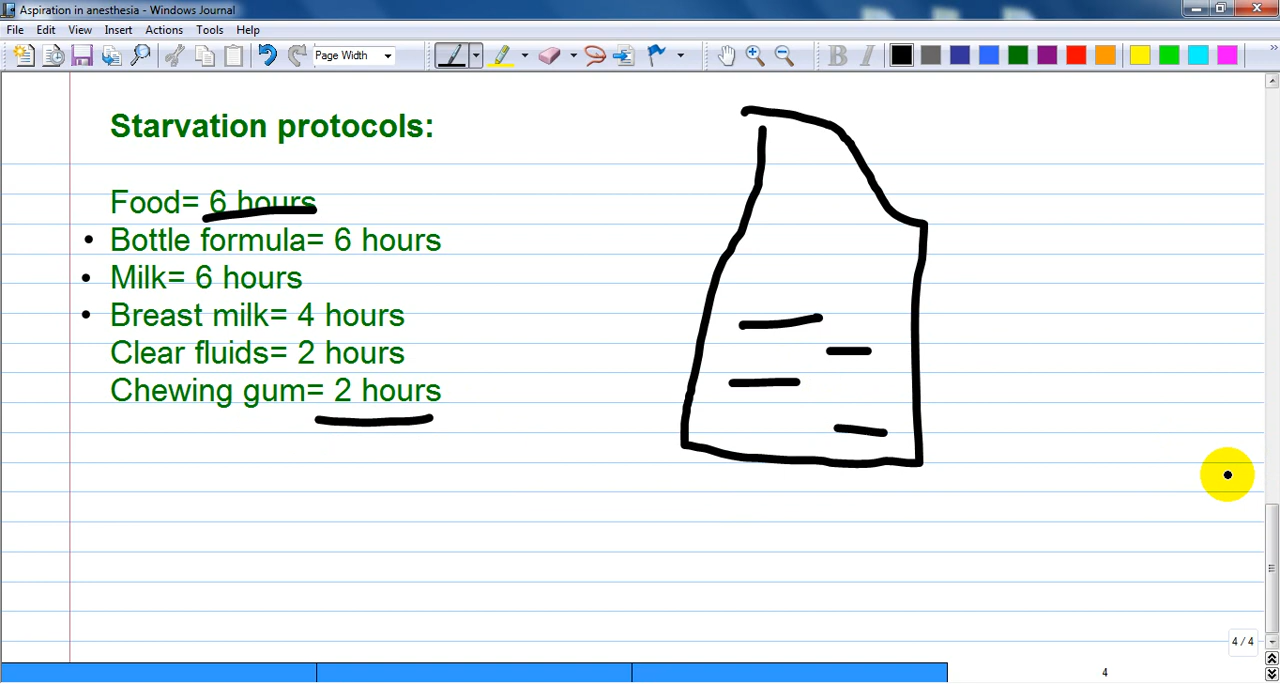 Aspiration in anesthesia - Windows Journal
File Edit View Insert Actions Tools Help
Page Width
B I
Starvation protocols:
Food= 6 hours
• Bottle formula= 6 hours
• Milk= 6 hours
• Breast milk= 4 hours
Clear fluids= 2 hours
Chewing gum= 2 hours
4 / 4
4